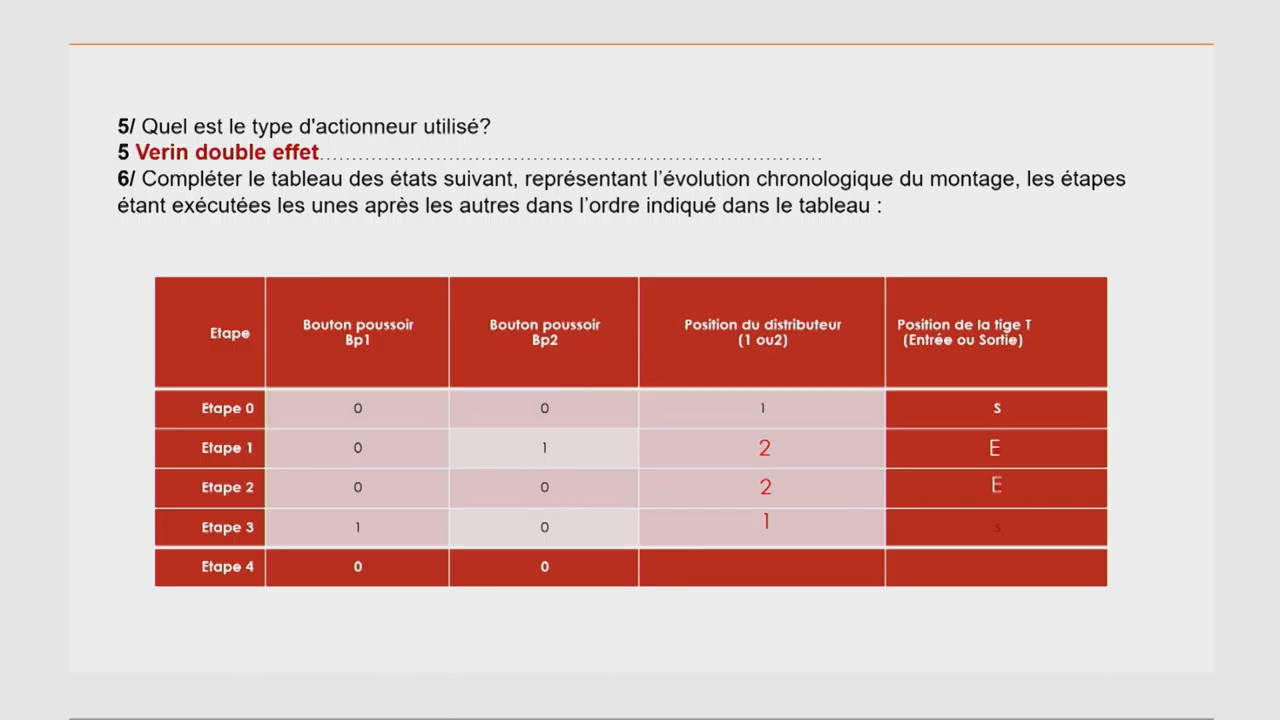 5/ Quel est le type d'actionneur utilisé?
5 Verin double effet..............................................................................
6/ Compléter le tableau des états suivant, représentant l'évolution chronologique du montage, les étapes
étant exécutées les unes après les autres dans l'ordre indiqué dans le tableau :
Etape Bouton poussoir Bp1 Bouton poussoir Bp2 Position du distributeur (1 ou2) Position de la tige T (Entrée ou Sortie)
Etape 0 0 0 1 S
Etape 1 0 1 2 E
Etape 2 0 0 2 E
Etape 3 1 0 1 s
Etape 4 0 0